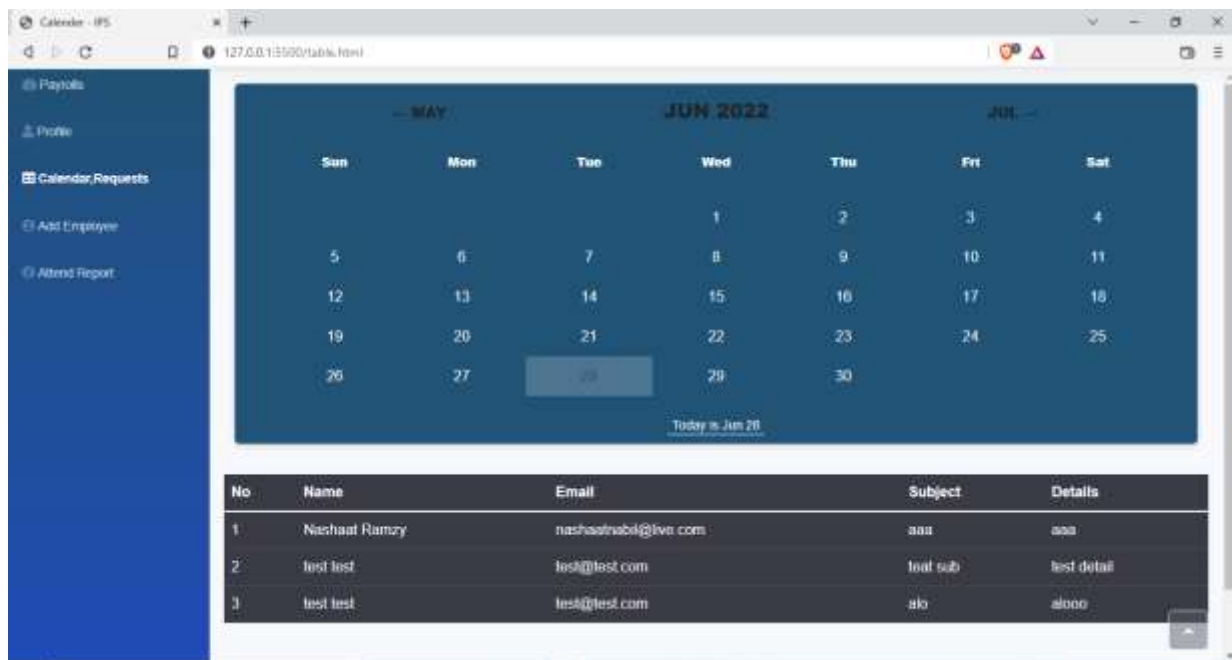 Calender - IPS
127.0.0.1:5500/table.html
Payrolls
Profile
Calendar,Requests
Add Employee
Attend Report
← MAY JUN 2022 JUL →
Sun Mon Tue Wed Thu Fri Sat
1 2 3 4
5 6 7 8 9 10 11
12 13 14 15 16 17 18
19 20 21 22 23 24 25
26 27 28 29 30
Today is Jun 28
No Name Email Subject Details
1 Nashaat Ramzy nashaatnabil@live.com aaa aaa
2 test test test@test.com teat sub test detail
3 test test test@test.com alo alooo